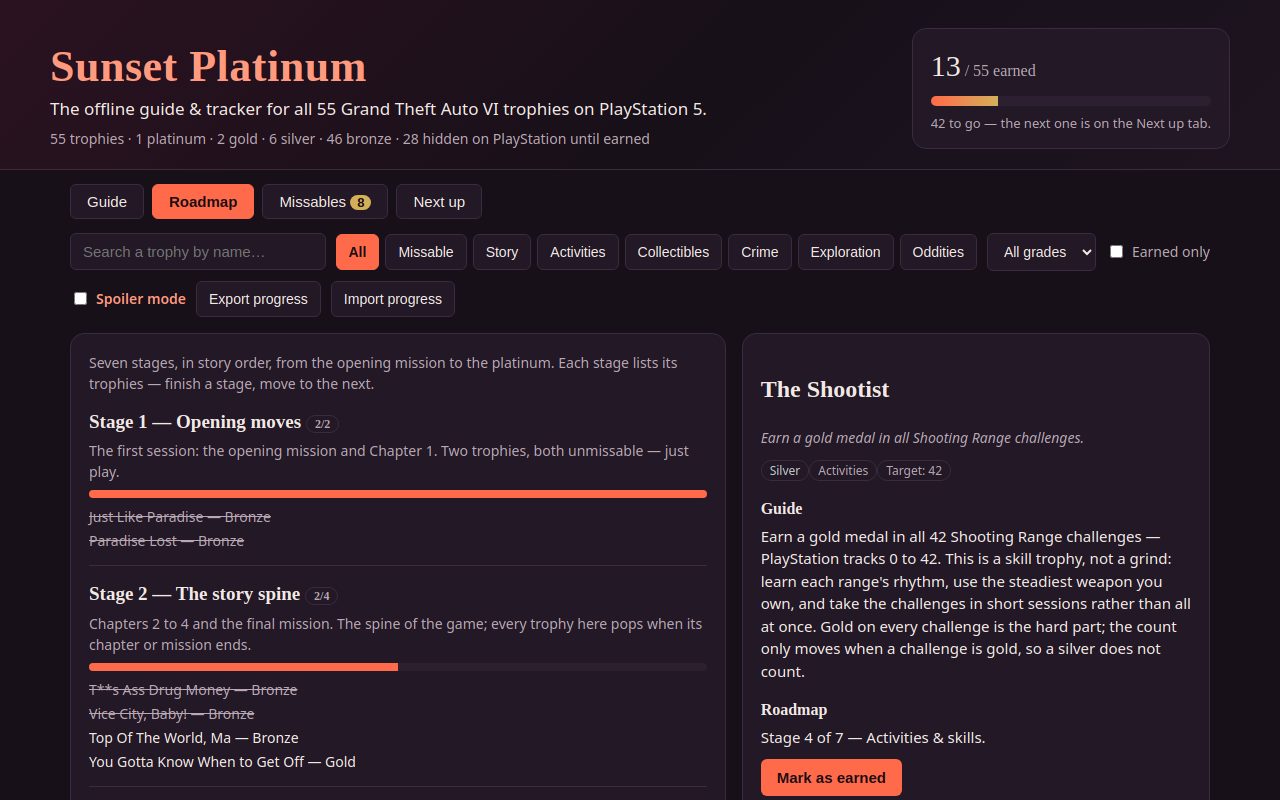 Sunset Platinum
The offline guide & tracker for all 55 Grand Theft Auto VI trophies on PlayStation 5.
55 trophies · 1 platinum · 2 gold · 6 silver · 46 bronze · 28 hidden on PlayStation until earned
13 / 55 earned
42 to go — the next one is on the Next up tab.
Guide
Roadmap
Missables 8
Next up
Search a trophy by name…
All
Missable
Story
Activities
Collectibles
Crime
Exploration
Oddities
All grades
Earned only
Spoiler mode
Export progress
Import progress
Seven stages, in story order, from the opening mission to the platinum. Each stage lists its
trophies — finish a stage, move to the next.
Stage 1 — Opening moves 2/2
The first session: the opening mission and Chapter 1. Two trophies, both unmissable — just
play.
Just Like Paradise — Bronze
Paradise Lost — Bronze
Stage 2 — The story spine 2/4
Chapters 2 to 4 and the final mission. The spine of the game; every trophy here pops when its
chapter or mission ends.
T**s Ass Drug Money — Bronze
Vice City, Baby! — Bronze
Top Of The World, Ma — Bronze
You Gotta Know When to Get Off — Gold
The Shootist
Earn a gold medal in all Shooting Range challenges.
Silver
Activities
Target: 42
Guide
Earn a gold medal in all 42 Shooting Range challenges —
PlayStation tracks 0 to 42. This is a skill trophy, not a grind:
learn each range's rhythm, use the steadiest weapon you
own, and take the challenges in short sessions rather than all
at once. Gold on every challenge is the hard part; the count
only moves when a challenge is gold, so a silver does not
count.
Roadmap
Stage 4 of 7 — Activities & skills.
Mark as earned